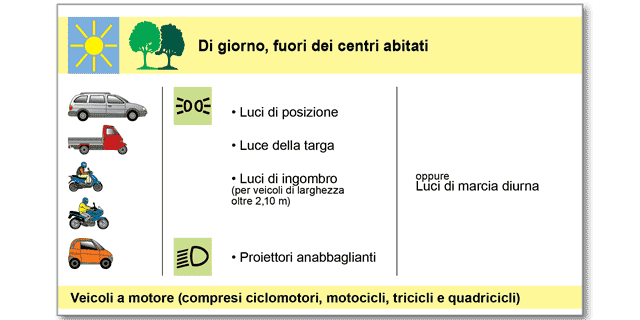 Di giorno, fuori dei centri abitati
• Luci di posizione
• Luce della targa
• Luci di ingombro
(per veicoli di larghezza
oltre 2,10 m)
• Proiettori anabbaglianti
oppure
Luci di marcia diurna
Veicoli a motore (compresi ciclomotori, motocicli, tricicli e quadricicli)